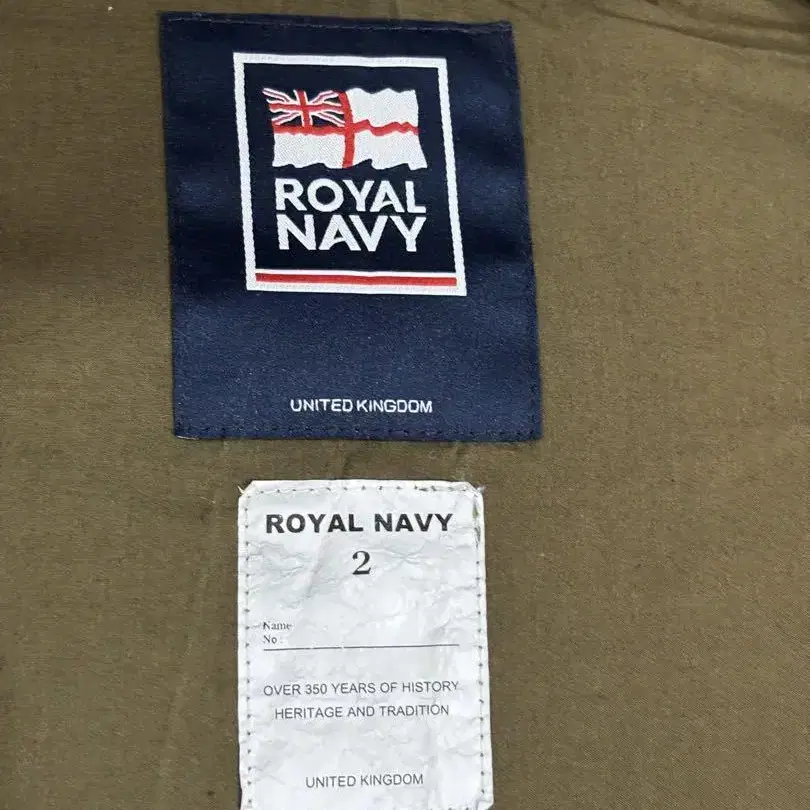 ROYAL
NAVY
UNITED KINGDOM
ROYAL NAVY
2
Name
No :
OVER 350 YEARS OF HISTORY
HERITAGE AND TRADITION
UNITED KINGDOM